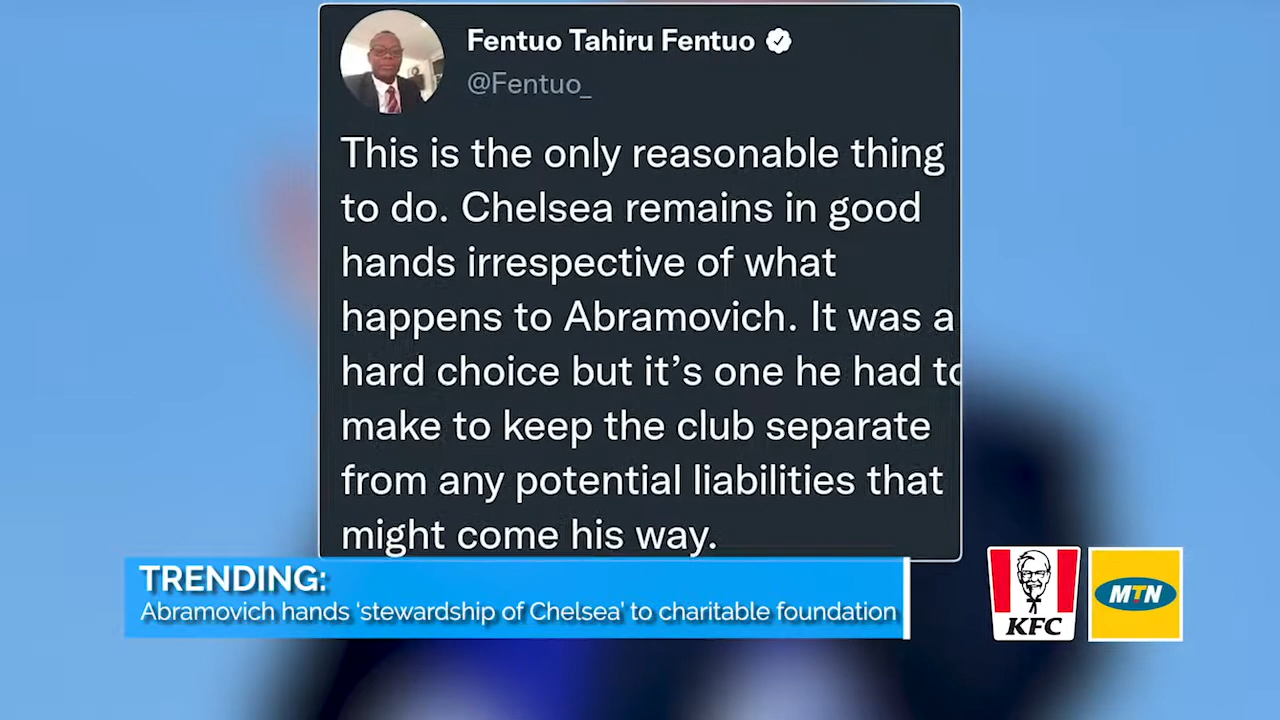 Fentuo Tahiru Fentuo
@Fentuo_
This is the only reasonable thing
to do. Chelsea remains in good
hands irrespective of what
happens to Abramovich. It was a
hard choice but it’s one he had to
make to keep the club separate
from any potential liabilities that
might come his way.
TRENDING:
Abramovich hands ‘stewardship of Chelsea’ to charitable foundation
KFC
MTN